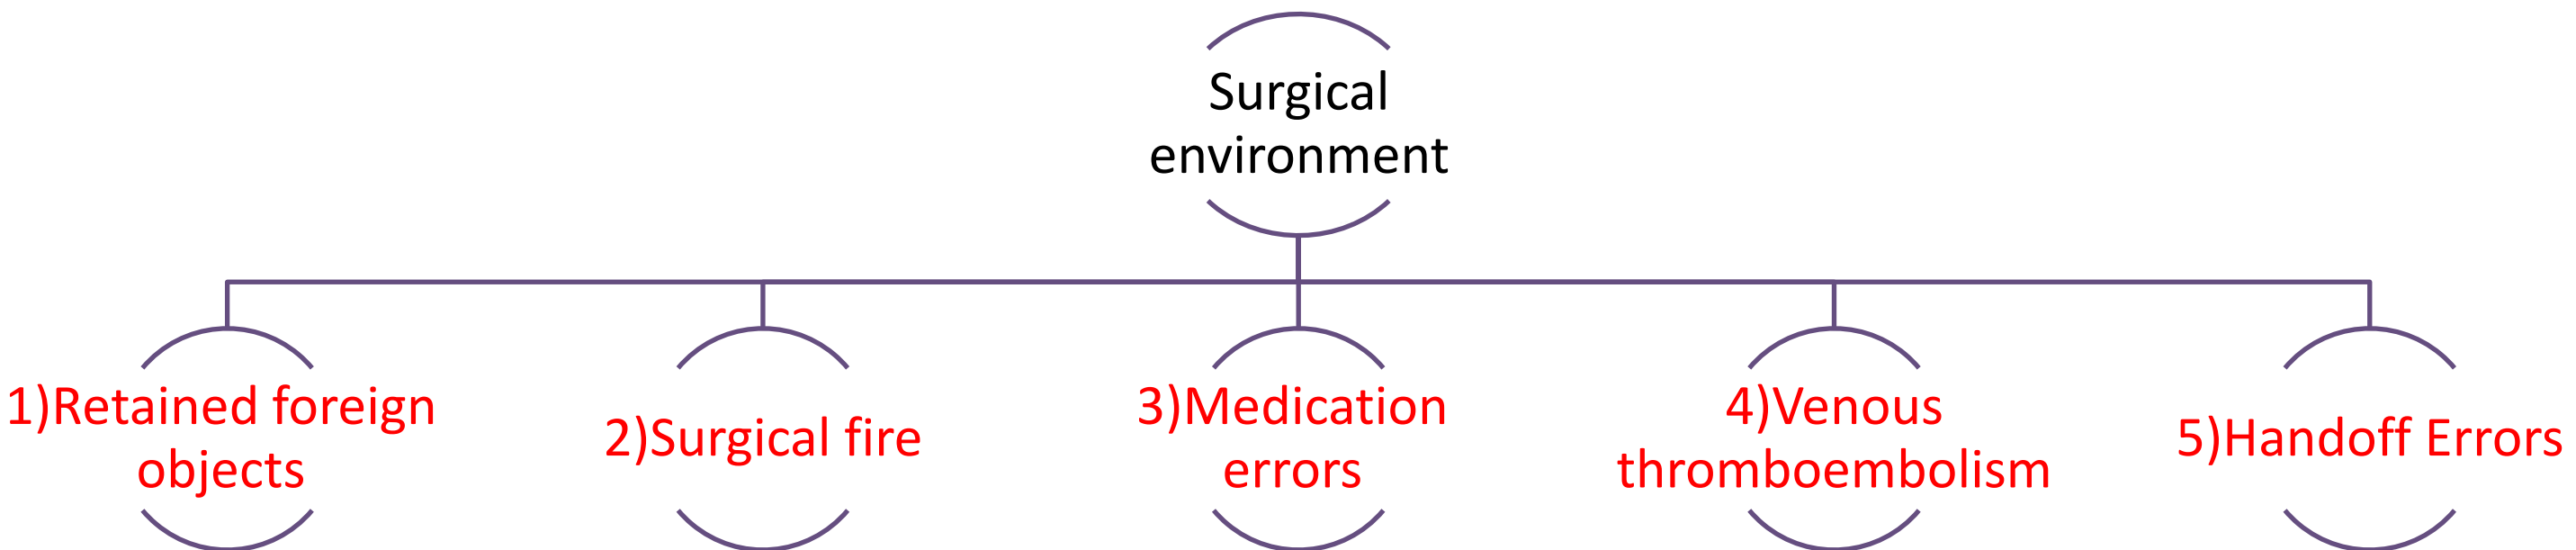 Surgical
environment
1)Retained foreign
objects
2)Surgical fire
3)Medication
errors
4)Venous
thromboembolism
5)Handoff Errors